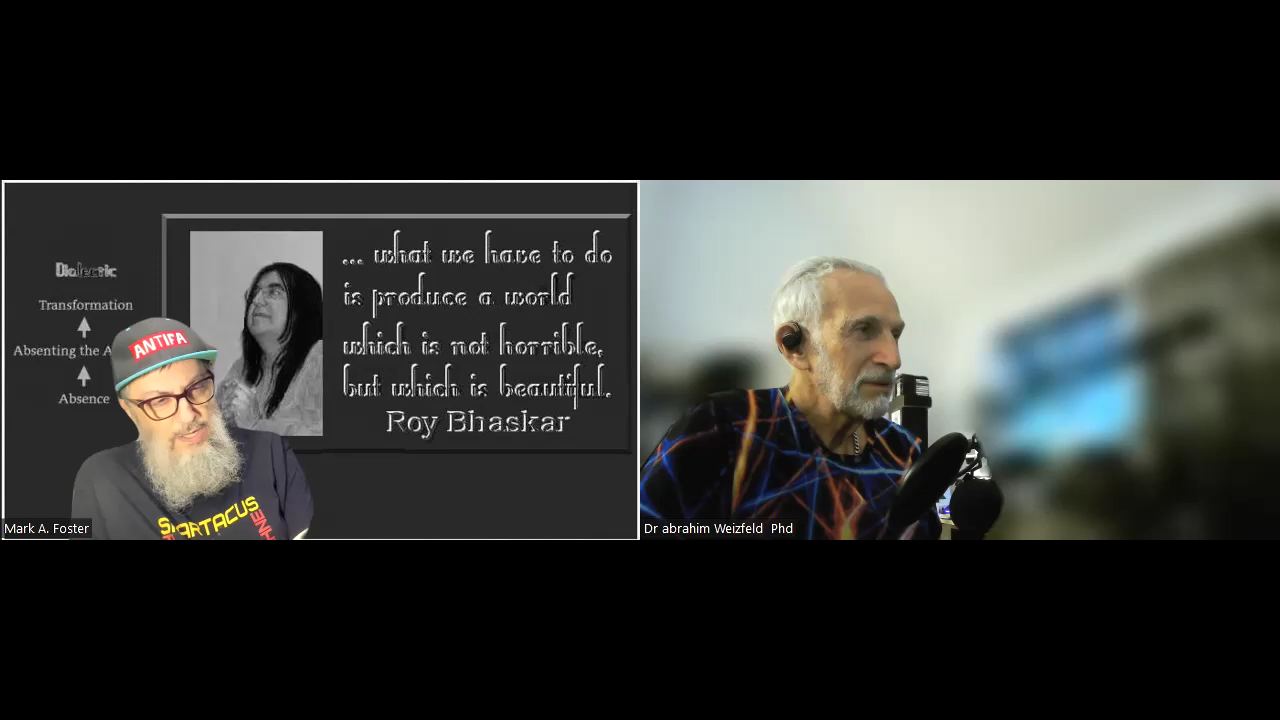 ... what we have to do
is produce a world
which is not horrible,
but which is beautiful.
Roy Bhaskar
Dialectic
Transformation
Absenting the
Absence
ANTIFA
SPARTACUS
Mark A. Foster
Dr abrahim Weizfeld Phd